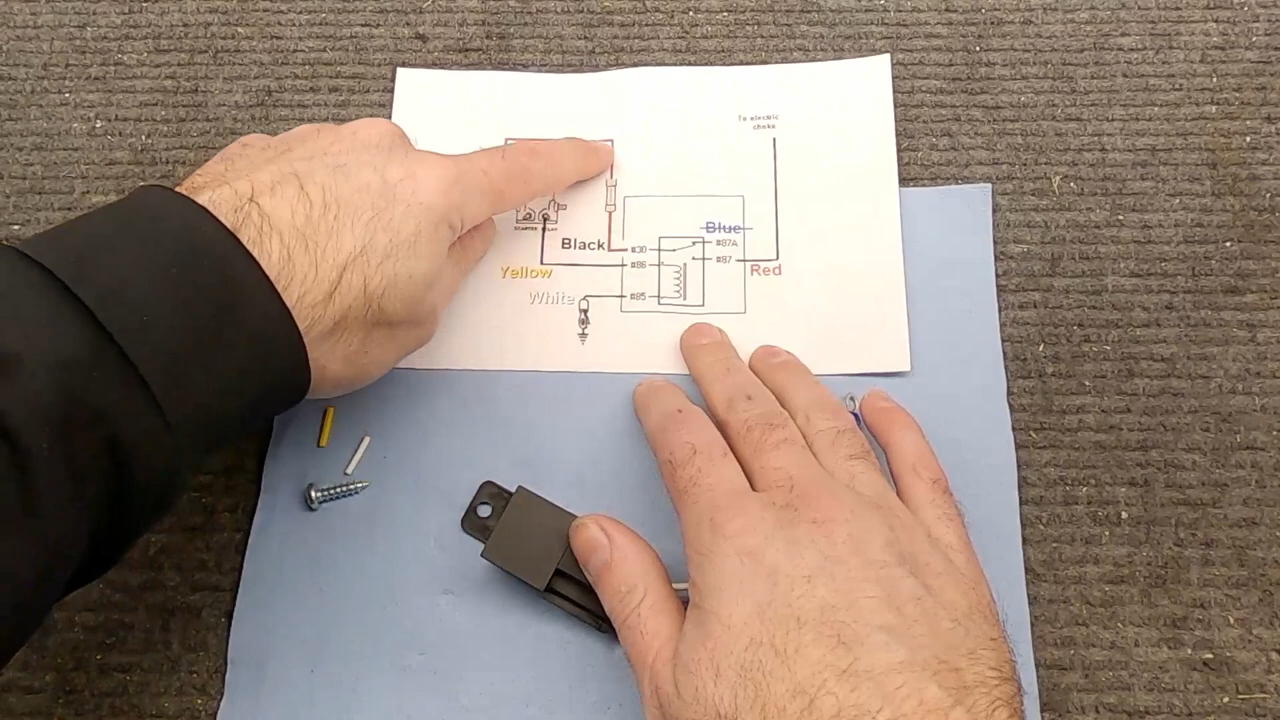 To electric
choke
Blue
STARTER RELAY
Black
#30
#87A
#86
#87
Yellow
Red
White
#85